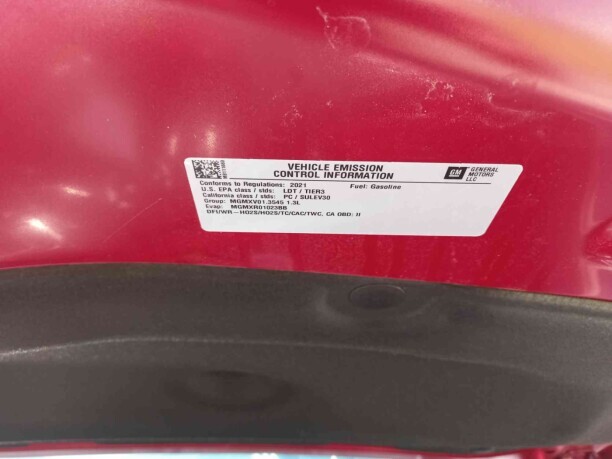 VEHICLE EMISSION
CONTROL INFORMATION
GM
GENERAL
MOTORS
LLC
Conforms to Regulations: 2021 Fuel: Gasoline
U.S. EPA class / stds: LDT / TIER3
California class / stds: PC / SULEV30
Group: MGMXV01.3545 1.3L
Evap: MGMXR0102388
DFI/WR-HO2S/HO2S/TC/CAC/TWC, CA OBD: II